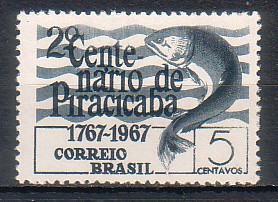 2º Cente
nário de
Piracicaba
1767-1967
CORREIO
BRASIL
5
CENTAVOS